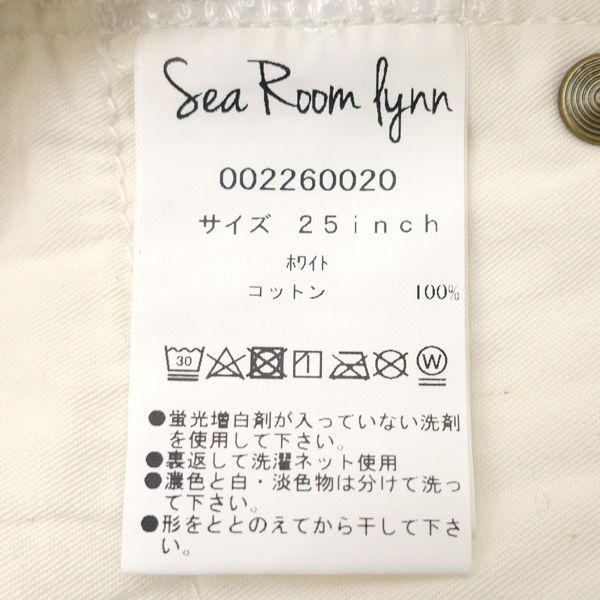 Sea Room lynn
002260020
サイズ 25inch
ﾎﾜｲﾄ
コットン 100%
30
W
●蛍光増白剤が入っていない洗剤
を使用して下さい。
●裏返して洗濯ネット使用
●濃色と白・淡色物は分けて洗っ
て下さい。
●形をととのえてから干して下さ
い。